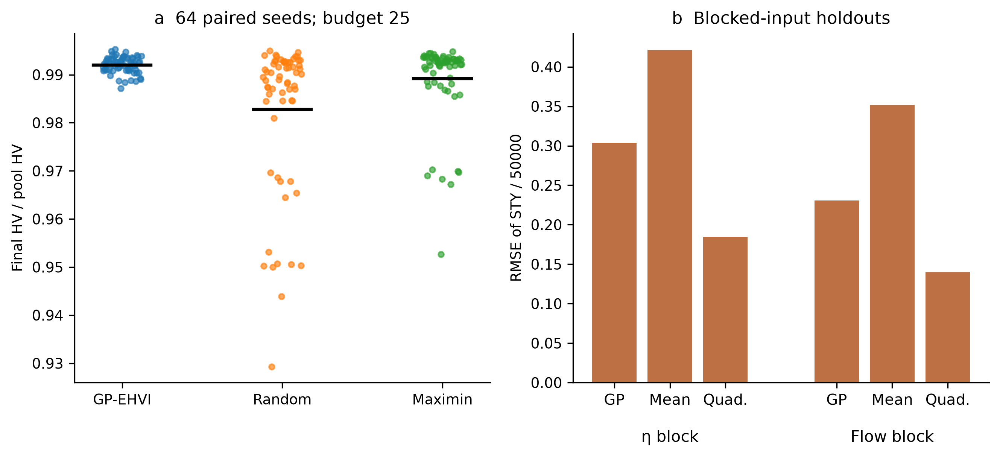 a  64 paired seeds; budget 25
Final HV / pool HV
0.99
0.98
0.97
0.96
0.95
0.94
0.93
GP-EHVI Random Maximin
b  Blocked-input holdouts
RMSE of STY / 50000
0.40
0.35
0.30
0.25
0.20
0.15
0.10
0.05
0.00
GP Mean Quad. GP Mean Quad.
η block Flow block